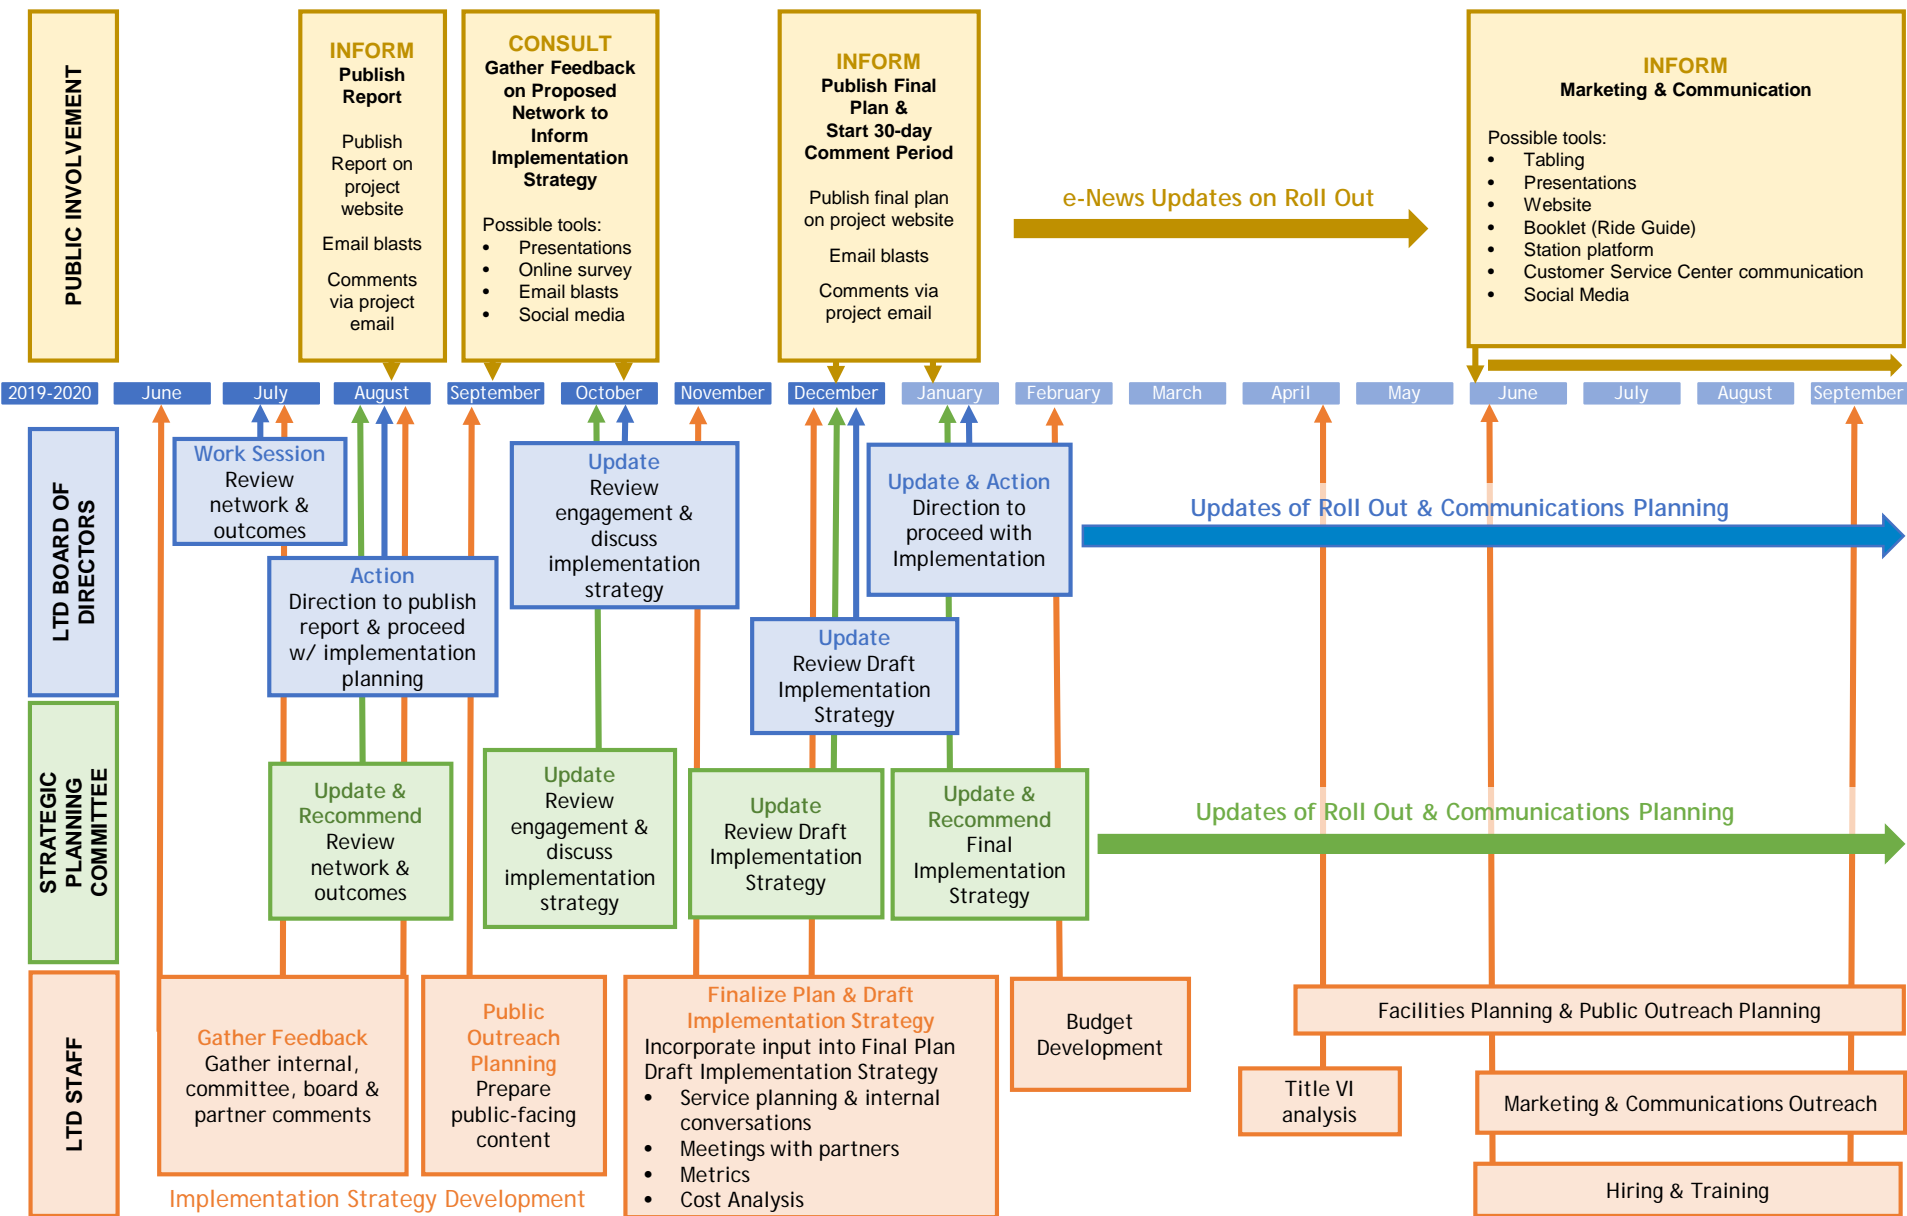 PUBLIC INVOLVEMENT
INFORM
Publish
Report
Publish
Report on
project
website
Email blasts
Comments
via project
email
CONSULT
Gather Feedback
on Proposed
Network to
Inform
Implementation
Strategy
Possible tools:
• Presentations
• Online survey
• Email blasts
• Social media
INFORM
Publish Final
Plan &
Start 30-day
Comment Period
Publish final plan
on project website
Email blasts
Comments via
project email
e-News Updates on Roll Out
INFORM
Marketing & Communication
Possible tools:
• Tabling
• Presentations
• Website
• Booklet (Ride Guide)
• Station platform
• Customer Service Center communication
• Social Media
2019-2020 June July August September October November December January February March April May June July August September
LTD BOARD OF
DIRECTORS
Work Session
Review
network &
outcomes
Action
Direction to publish
report & proceed
w/ implementation
planning
Update
Review
engagement &
discuss
implementation
strategy
Update
Review Draft
Implementation
Strategy
Update & Action
Direction to
proceed with
Implementation
Updates of Roll Out & Communications Planning
STRATEGIC
PLANNING
COMMITTEE
Update &
Recommend
Review
network &
outcomes
Update
Review
engagement &
discuss
implementation
strategy
Update
Review Draft
Implementation
Strategy
Update &
Recommend
Final
Implementation
Strategy
Updates of Roll Out & Communications Planning
LTD STAFF
Gather Feedback
Gather internal,
committee, board &
partner comments
Public
Outreach
Planning
Prepare
public-facing
content
Implementation Strategy Development
Finalize Plan & Draft
Implementation Strategy
Incorporate input into Final Plan
Draft Implementation Strategy
• Service planning & internal
conversations
• Meetings with partners
• Metrics
• Cost Analysis
Budget
Development
Facilities Planning & Public Outreach Planning
Title VI
analysis
Marketing & Communications Outreach
Hiring & Training